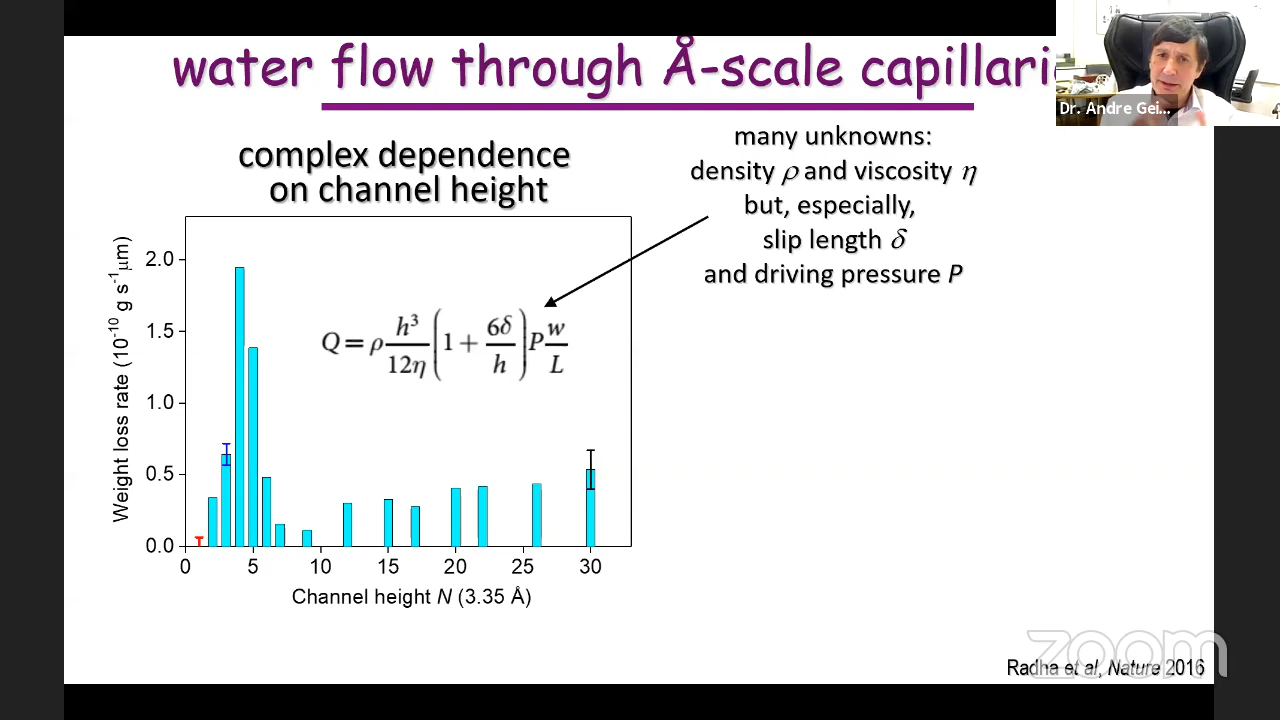 water flow through Å-scale capillari
Dr. Andre Gei...
complex dependence
on channel height
many unknowns:
density ρ and viscosity η
but, especially,
slip length δ
and driving pressure P
Weight loss rate (10⁻¹⁰ g s⁻¹μm)
2.0
1.5
1.0
0.5
0.0
Q = ρ h³/12η (1 + 6δ/h) P w/L
0 5 10 15 20 25 30
Channel height N (3.35 Å)
zoom
Radha et al, Nature 2016